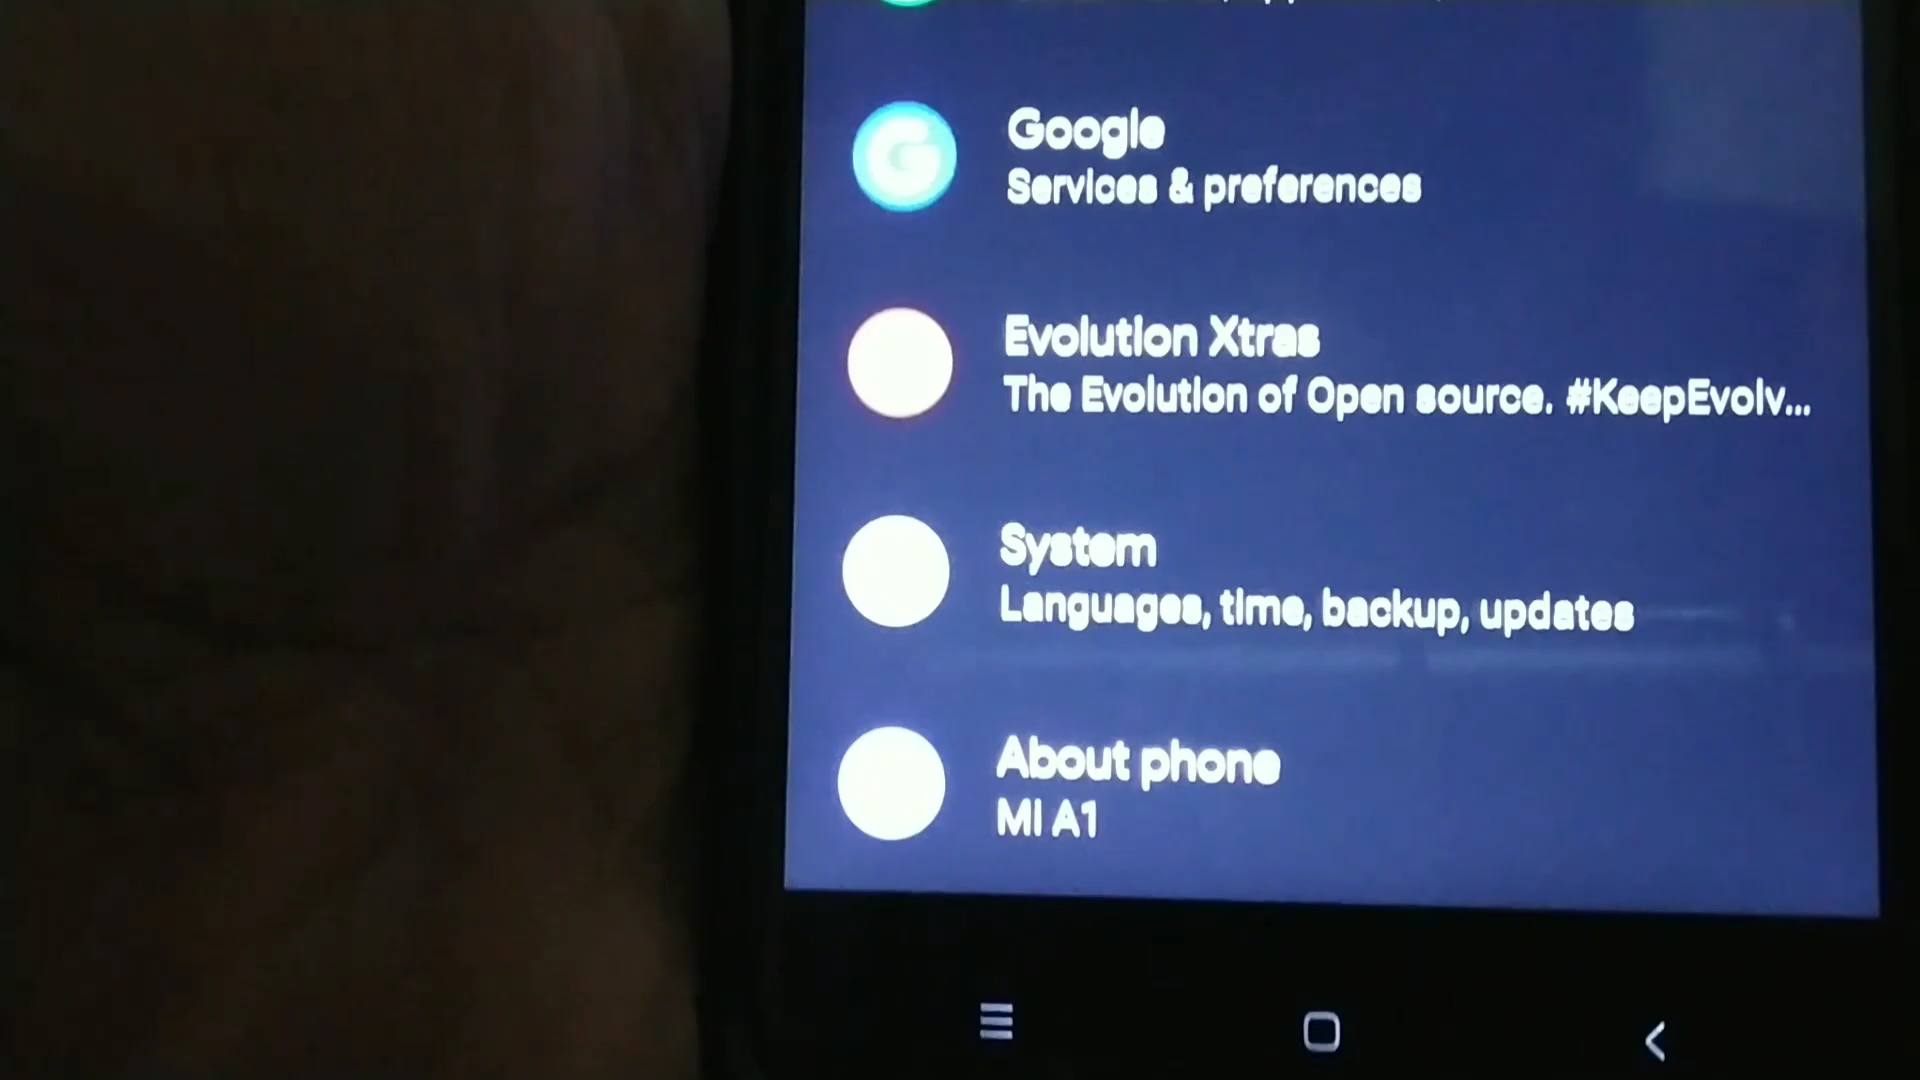 Google
Services & preferences
Evolution Xtras
The Evolution of Open source. #KeepEvolv...
System
Languages, time, backup, updates
About phone
MI A1